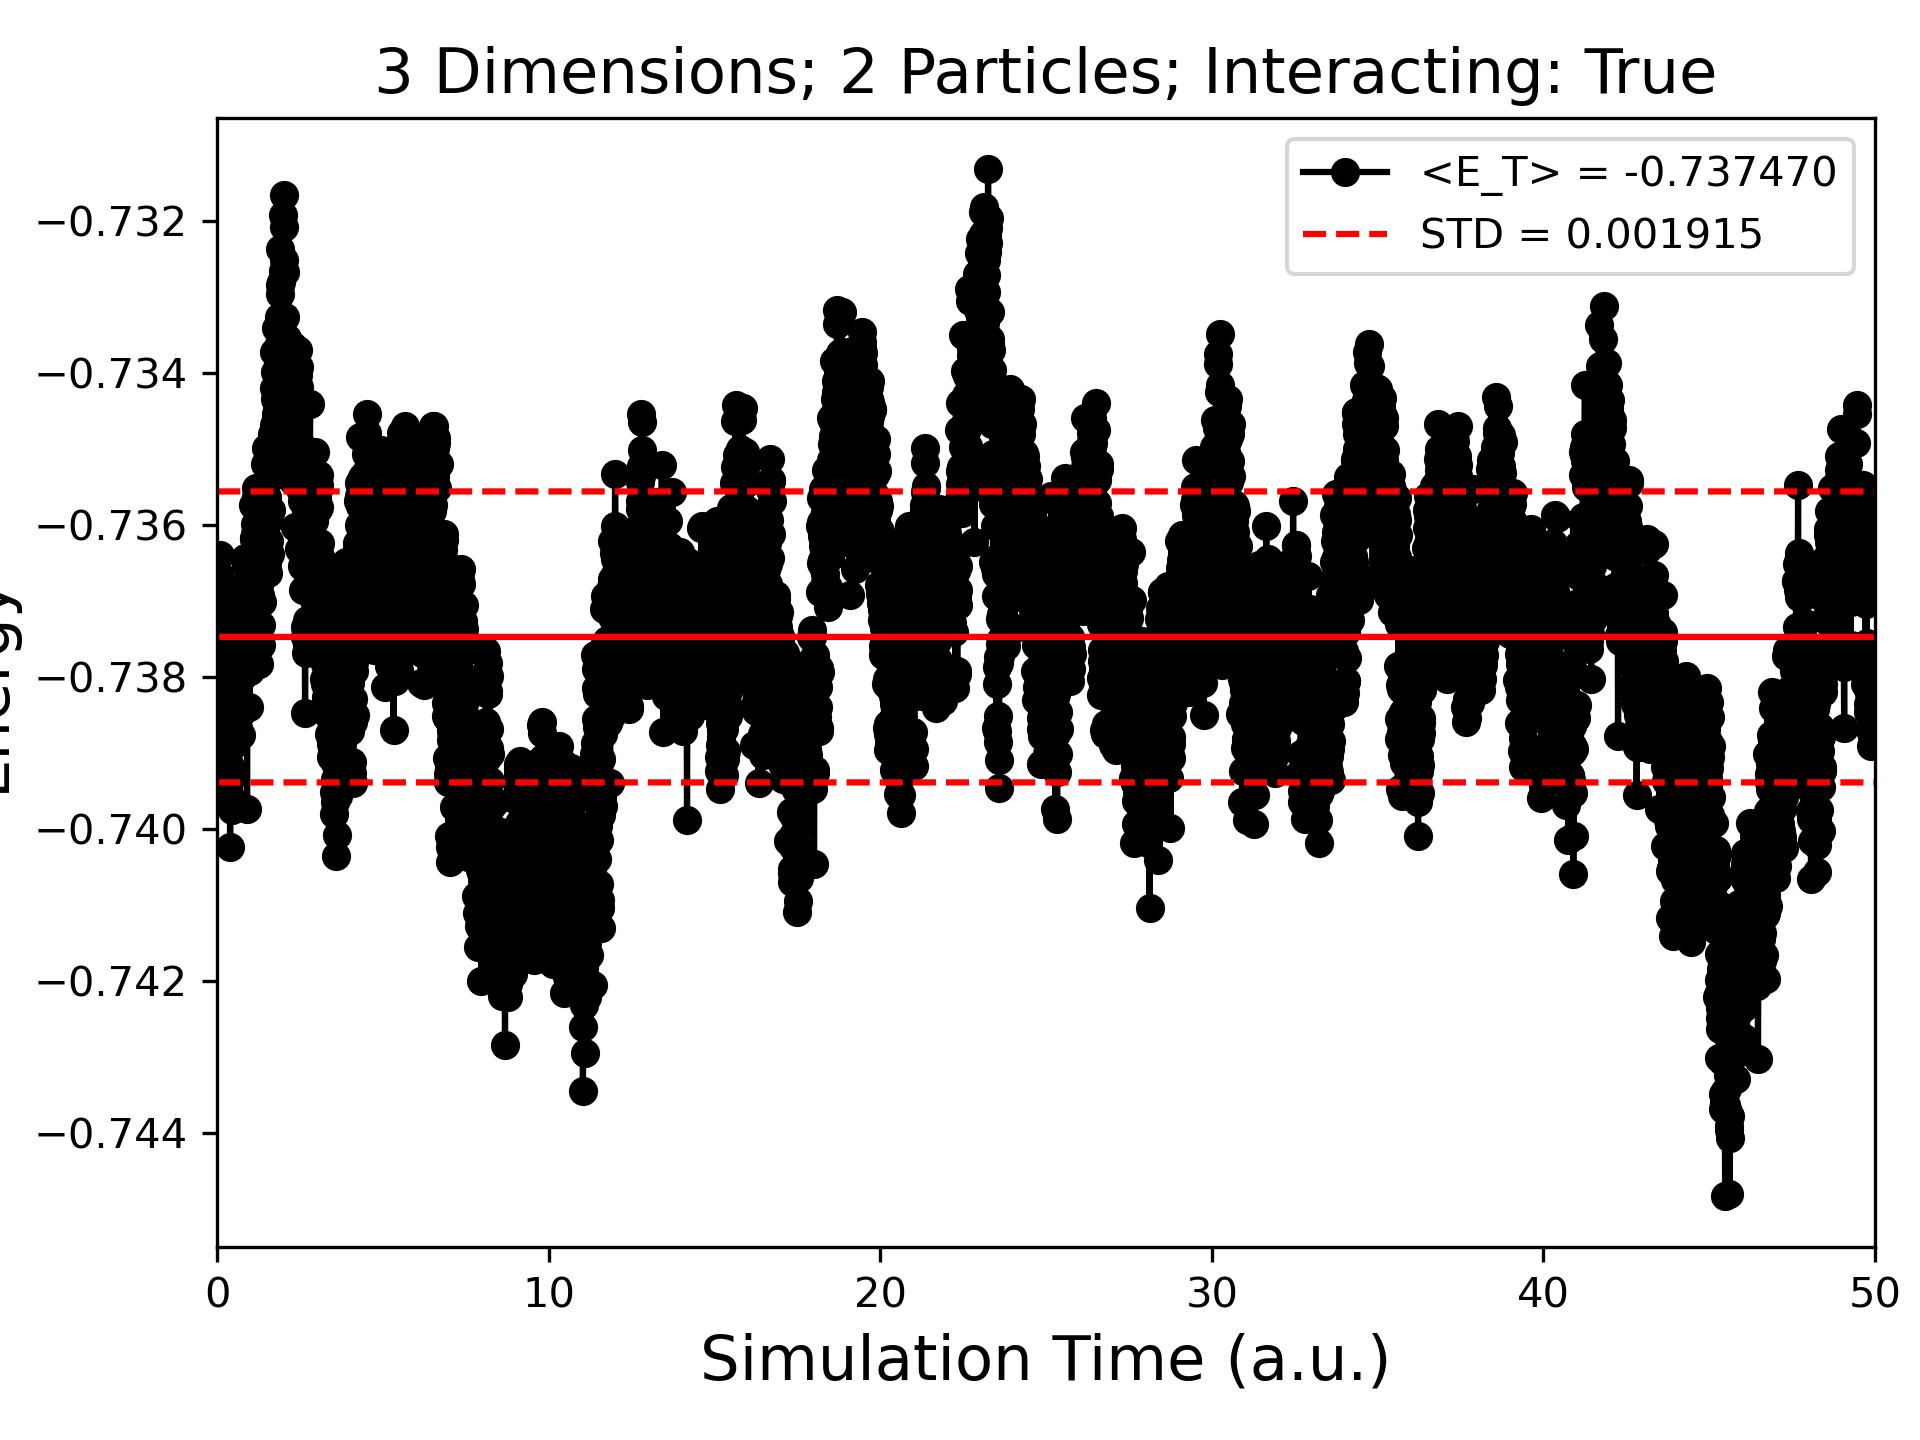 3 Dimensions; 2 Particles; Interacting: True
<E_T> = -0.737470
STD = 0.001915
−0.732
−0.734
−0.736
−0.738
−0.740
−0.742
−0.744
Energy
0 10 20 30 40 50
Simulation Time (a.u.)